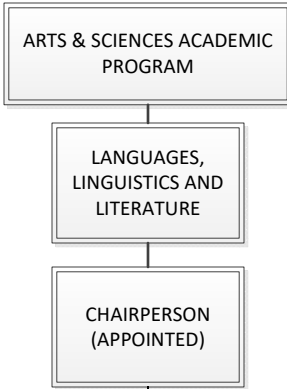 ARTS & SCIENCES ACADEMIC
PROGRAM
LANGUAGES,
LINGUISTICS AND
LITERATURE
CHAIRPERSON
(APPOINTED)